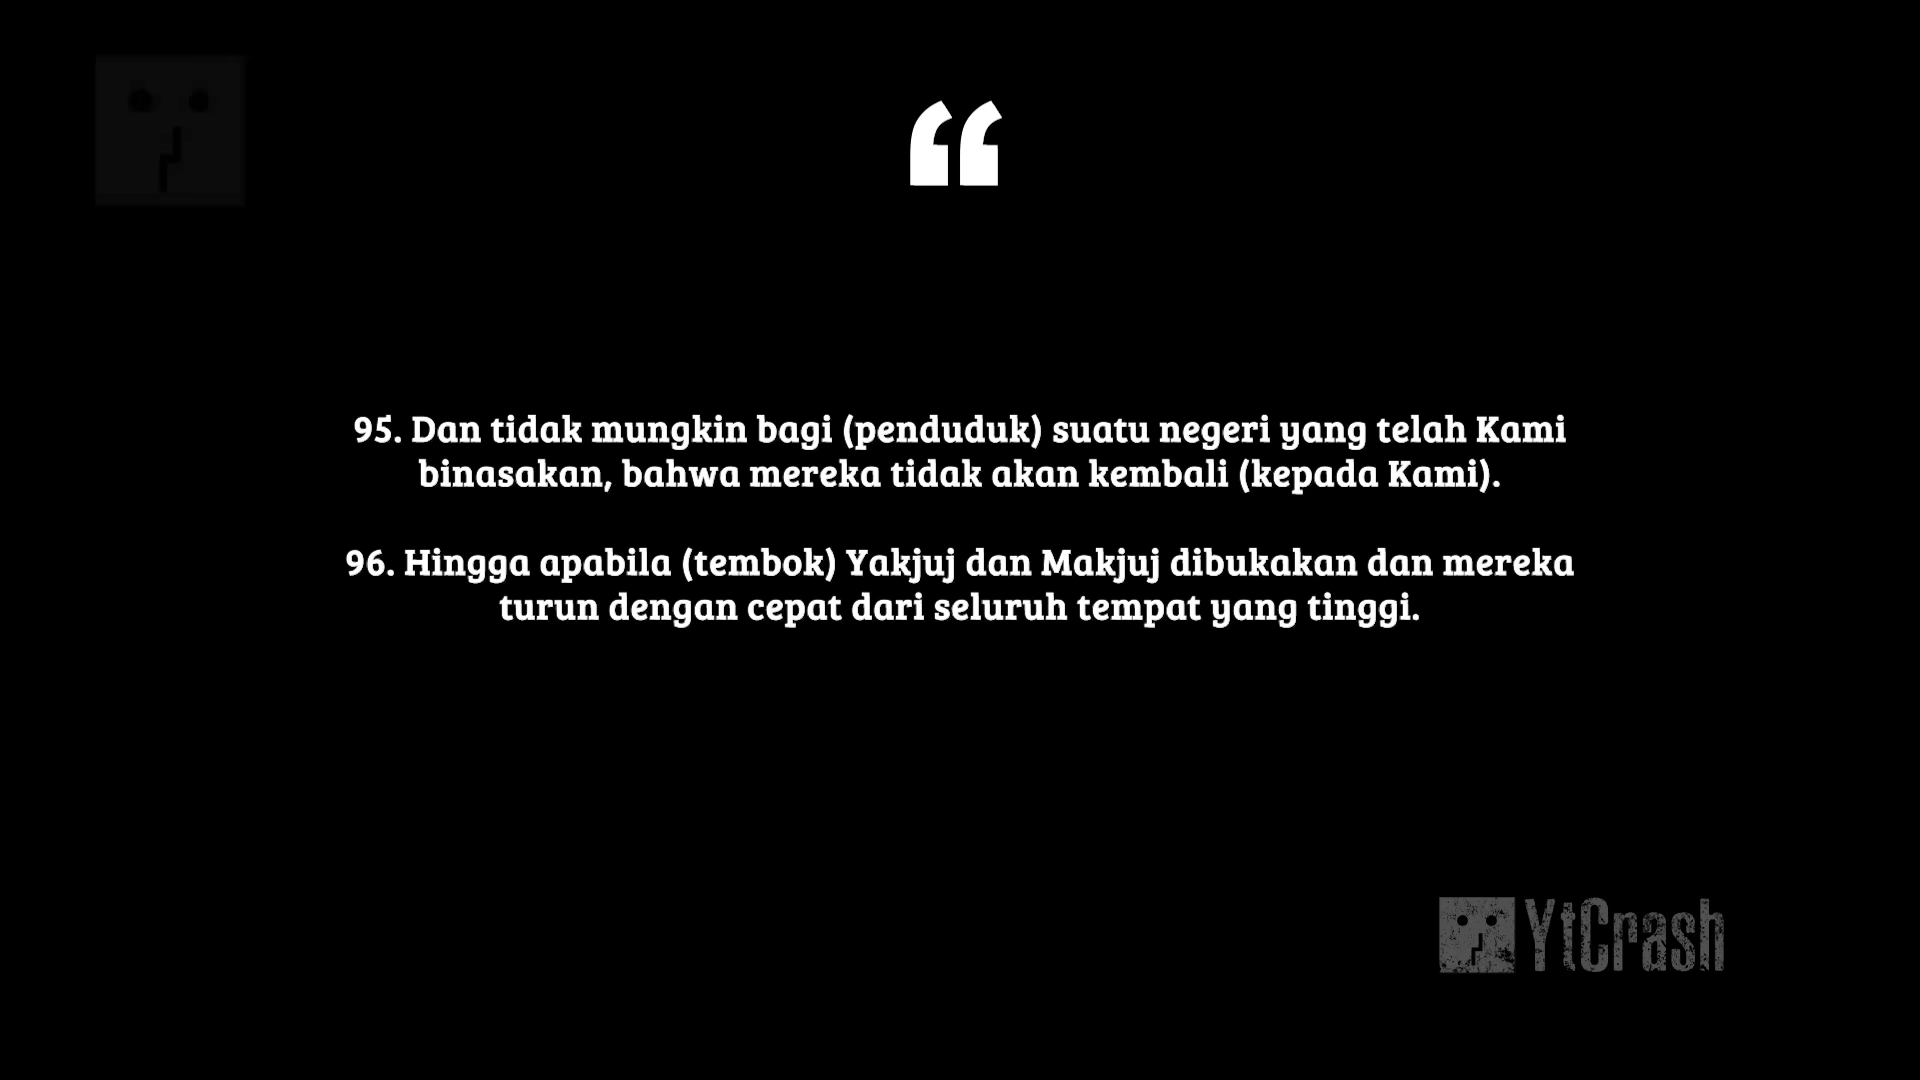 “
95. Dan tidak mungkin bagi (penduduk) suatu negeri yang telah Kami
binasakan, bahwa mereka tidak akan kembali (kepada Kami).
96. Hingga apabila (tembok) Yakjuj dan Makjuj dibukakan dan mereka
turun dengan cepat dari seluruh tempat yang tinggi.
YtCrash